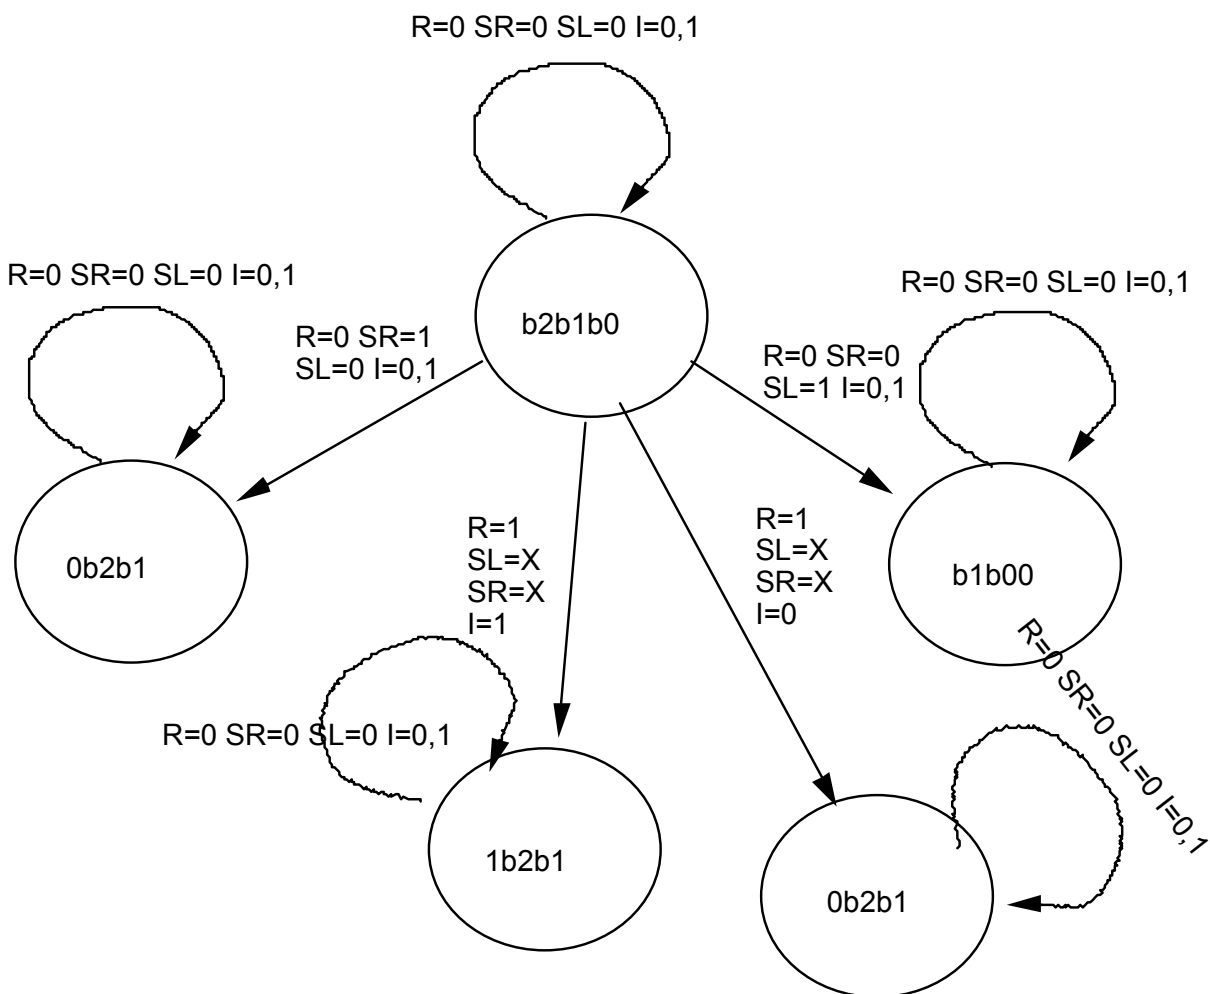 R=0 SR=0 SL=0 I=0,1
R=0 SR=0 SL=0 I=0,1
R=0 SR=0 SL=0 I=0,1
b2b1b0
R=0 SR=1
SL=0 I=0,1
R=0 SR=0
SL=1 I=0,1
0b2b1
R=1
SL=X
SR=X
I=1
R=1
SL=X
SR=X
I=0
b1b00
R=0 SR=0 SL=0 I=0,1
R=0 SR=0 SL=0 I=0,1
1b2b1
0b2b1